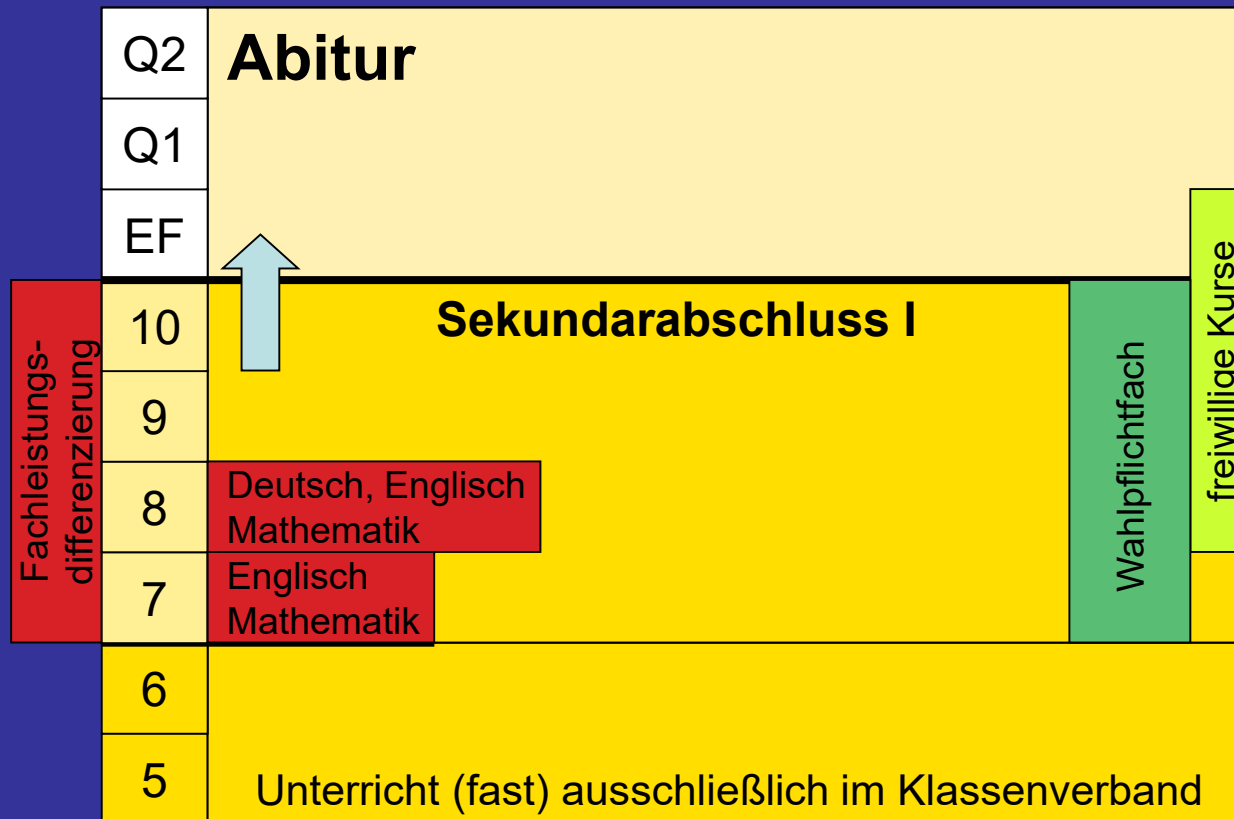 Q2
Abitur
Q1
EF
10
Sekundarabschluss I
9
8
Deutsch, Englisch
Mathematik
7
Englisch
Mathematik
6
5
Unterricht (fast) ausschließlich im Klassenverband
Fachleistungs-
differenzierung
Wahlpflichtfach
freiwillige Kurse